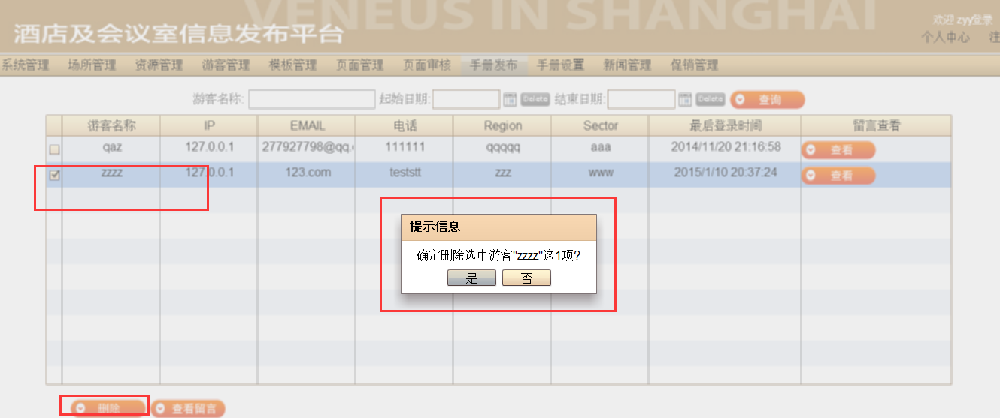 VENEUS IN SHANGHAI
酒店及会议室信息发布平台
欢迎 zyy登录
个人中心 注
系统管理 场所管理 资源管理 游客管理 模板管理 页面管理 页面审核 手册发布 手册设置 新闻管理 促销管理
游客名称: 起始日期: Delete 结束日期: Delete 查询
游客名称 IP EMAIL 电话 Region Sector 最后登录时间 留言查看
qaz 127.0.0.1 277927798@qq. 111111 qqqqq aaa 2014/11/20 21:16:58 查看
zzzz 127.0.0.1 123.com teststt zzz www 2015/1/10 20:37:24 查看
提示信息
确定删除选中游客"zzzz"这1项?
是 否
删除 查看留言